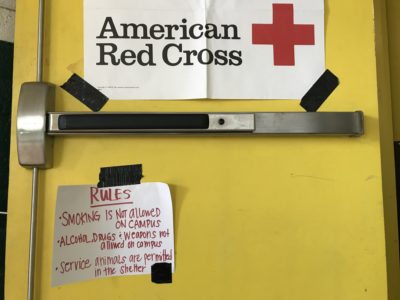 American
Red Cross
RULES
• SMOKING IS Not allowed
ON CAMPUS
• ALCOHOL, DRUGS & Weapons not
allowed on campus
• Service animals are permitted
in the shelter